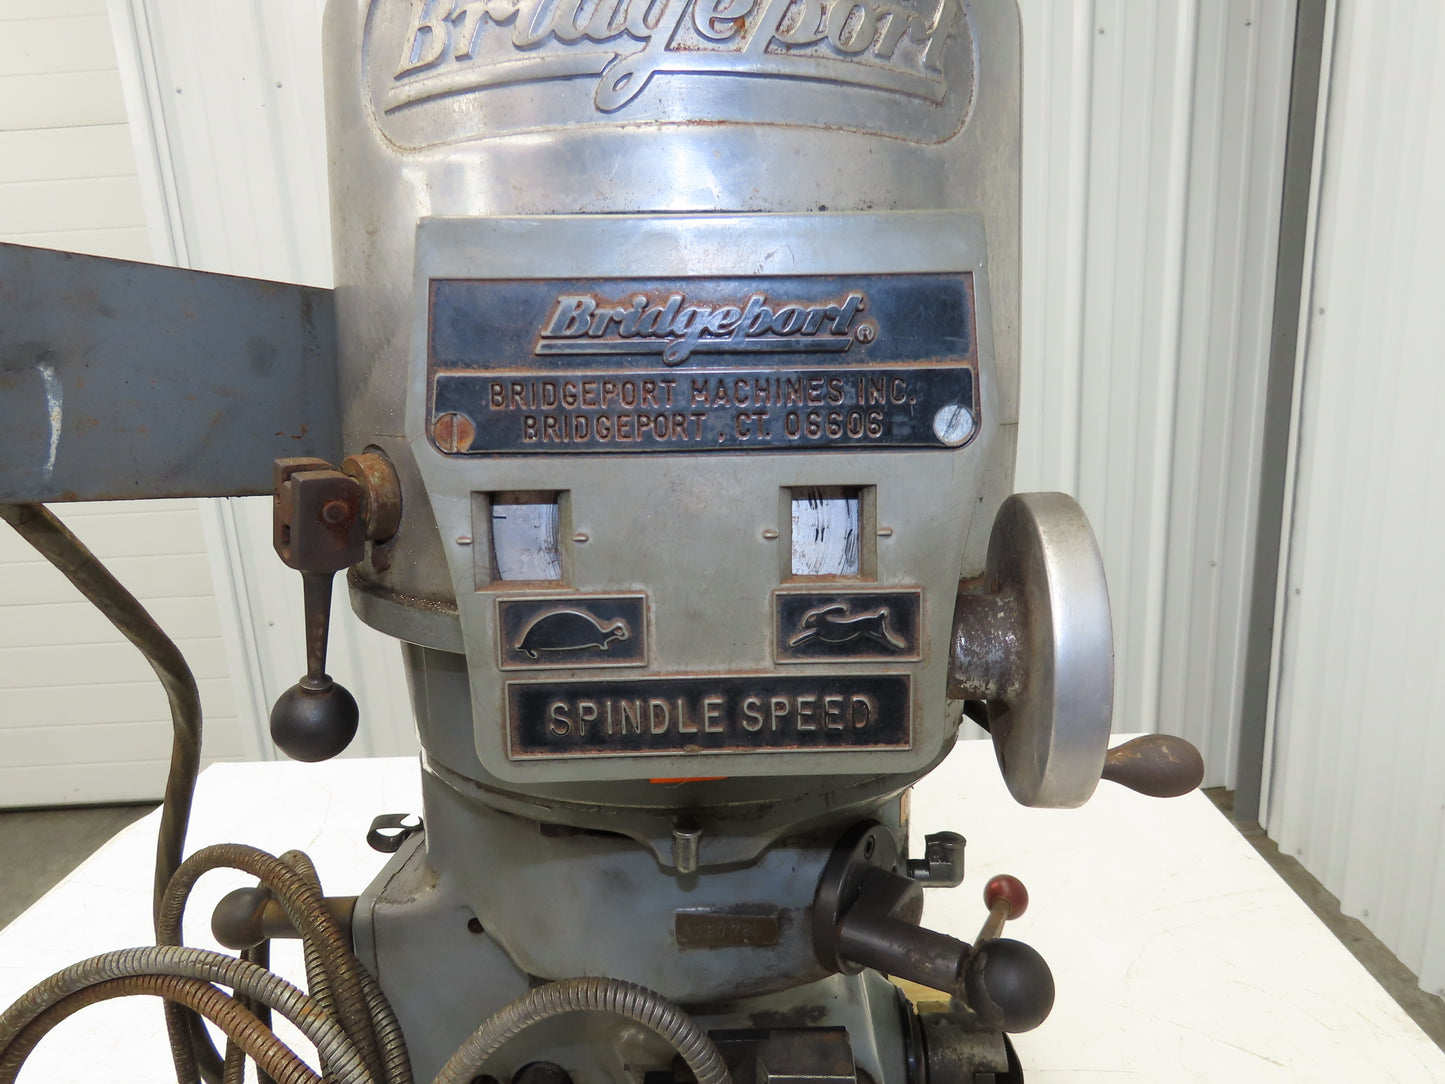 Bridgeport
Bridgeport ®
BRIDGEPORT MACHINES INC.
BRIDGEPORT, CT. 06606
SPINDLE SPEED